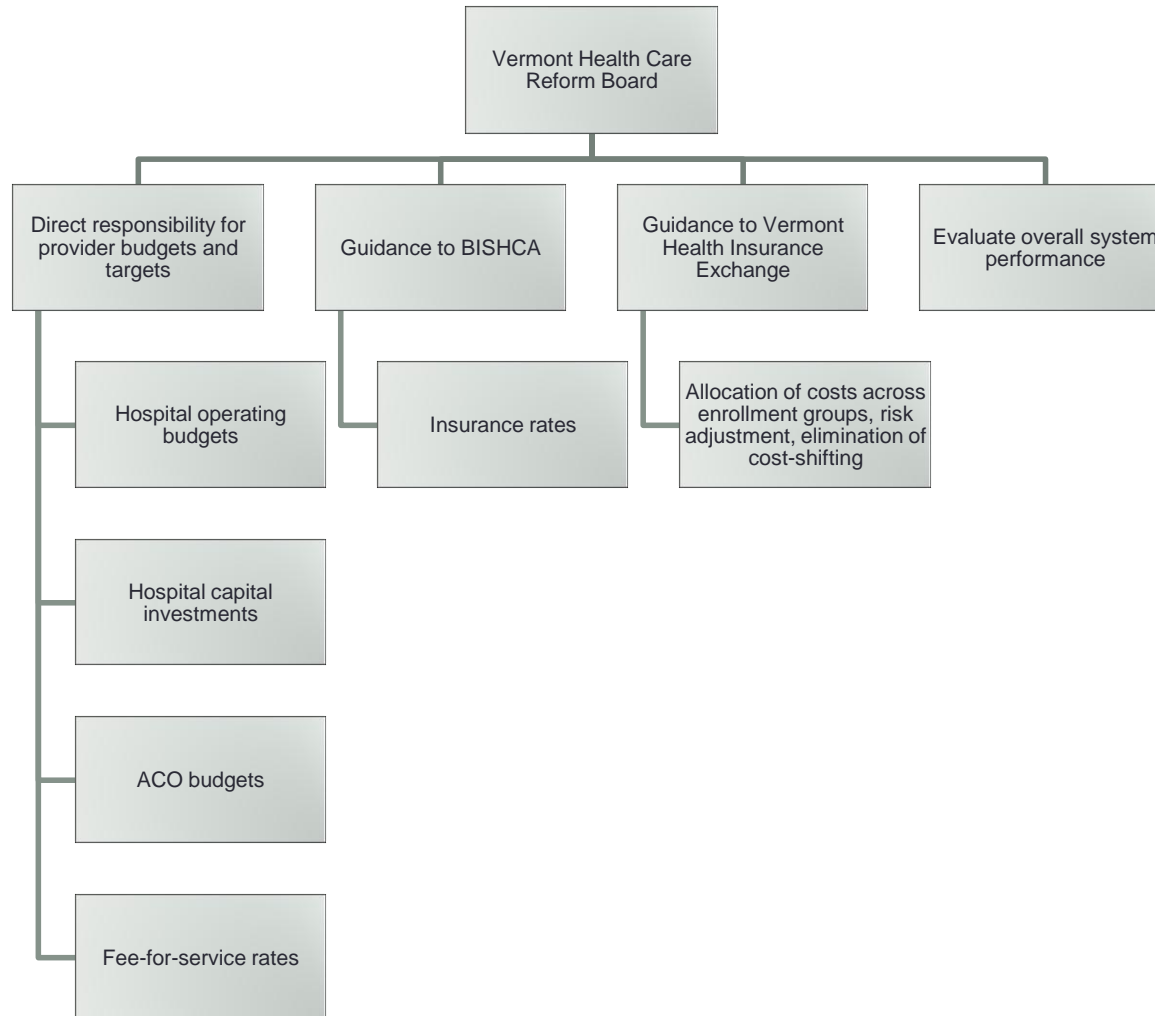 Vermont Health Care
Reform Board
Direct responsibility for
provider budgets and
targets
Guidance to BISHCA
Guidance to Vermont
Health Insurance
Exchange
Evaluate overall system
performance
Hospital operating
budgets
Insurance rates
Allocation of costs across
enrollment groups, risk
adjustment, elimination of
cost-shifting
Hospital capital
investments
ACO budgets
Fee-for-service rates